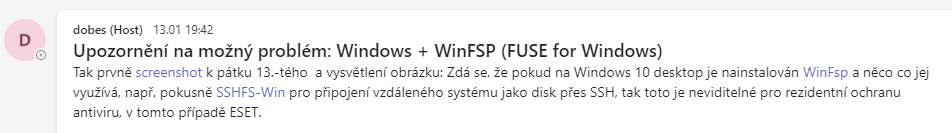 D
dobes (Host) 13.01 19:42
Upozornění na možný problém: Windows + WinFSP (FUSE for Windows)
Tak prvně screenshot k pátku 13.-tého a vysvětlení obrázku: Zdá se, že pokud na Windows 10 desktop je nainstalován WinFsp a něco co jej
využívá, např. pokusně SSHFS-Win pro připojení vzdáleného systému jako disk přes SSH, tak toto je neviditelné pro rezidentní ochranu
antiviru, v tomto případě ESET.